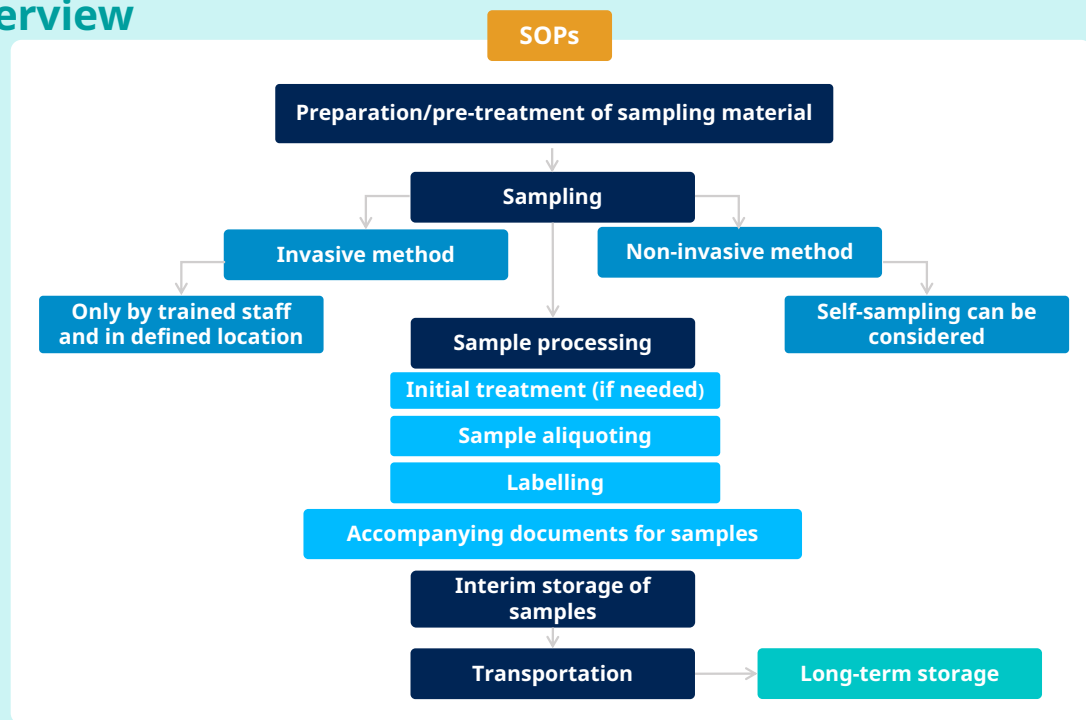 erview
SOPs
Preparation/pre-treatment of sampling material
Sampling
Invasive method
Non-invasive method
Only by trained staff
and in defined location
Self-sampling can be
considered
Sample processing
Initial treatment (if needed)
Sample aliquoting
Labelling
Accompanying documents for samples
Interim storage of
samples
Transportation
Long-term storage